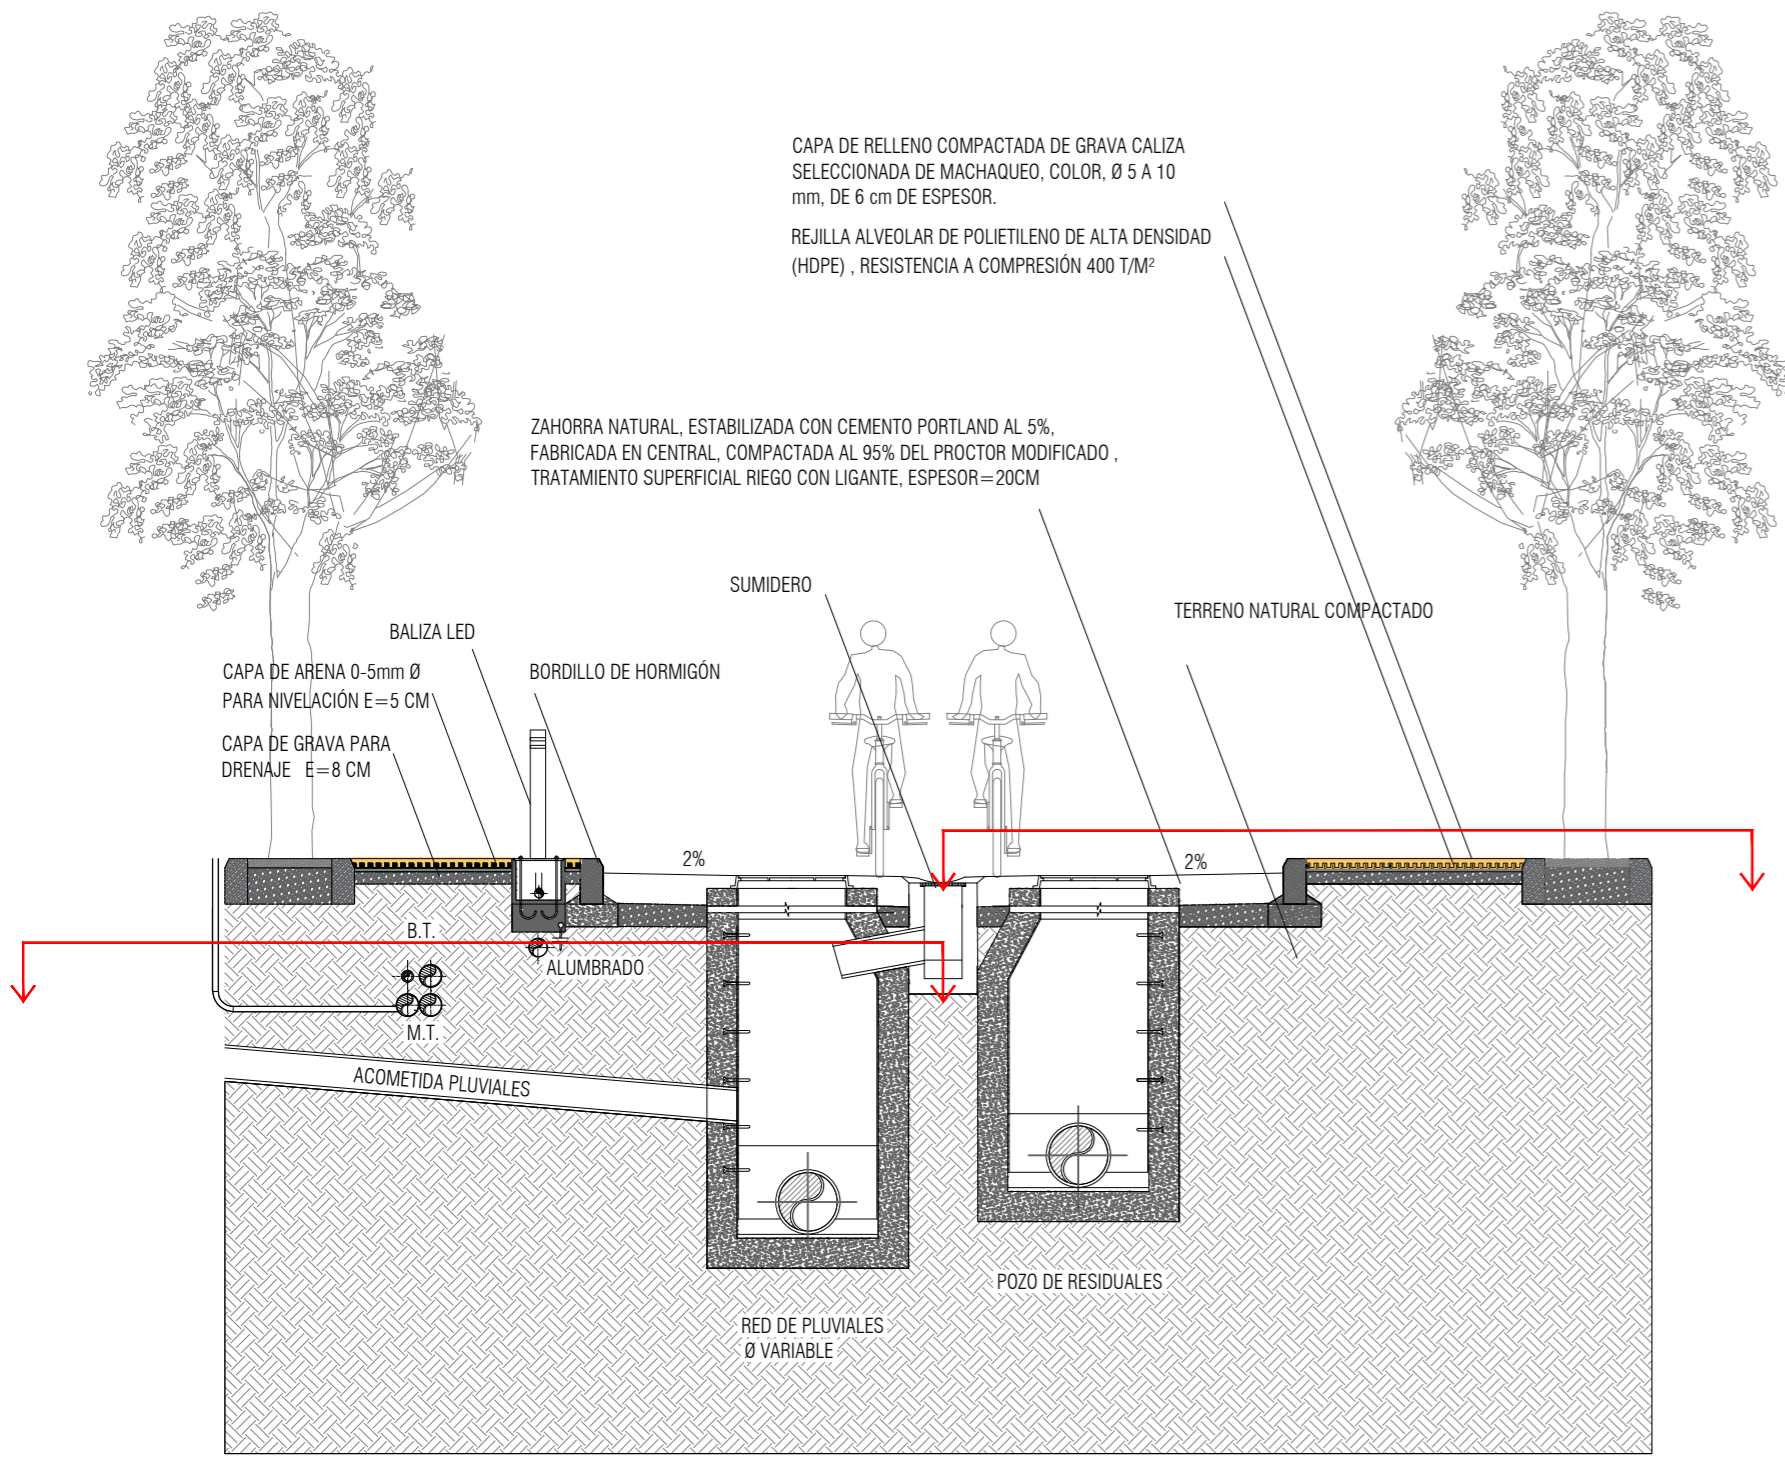 CAPA DE RELLENO COMPACTADA DE GRAVA CALIZA
SELECCIONADA DE MACHAQUEO, COLOR, Ø 5 A 10
mm, DE 6 cm DE ESPESOR.
REJILLA ALVEOLAR DE POLIETILENO DE ALTA DENSIDAD
(HDPE) , RESISTENCIA A COMPRESIÓN 400 T/M²
ZAHORRA NATURAL, ESTABILIZADA CON CEMENTO PORTLAND AL 5%,
FABRICADA EN CENTRAL, COMPACTADA AL 95% DEL PROCTOR MODIFICADO ,
TRATAMIENTO SUPERFICIAL RIEGO CON LIGANTE, ESPESOR=20CM
SUMIDERO
TERRENO NATURAL COMPACTADO
BALIZA LED
BORDILLO DE HORMIGÓN
CAPA DE ARENA 0-5mm Ø
PARA NIVELACIÓN E=5 CM
CAPA DE GRAVA PARA
DRENAJE E=8 CM
2%
2%
B.T.
ALUMBRADO
M.T.
ACOMETIDA PLUVIALES
POZO DE RESIDUALES
RED DE PLUVIALES
Ø VARIABLE